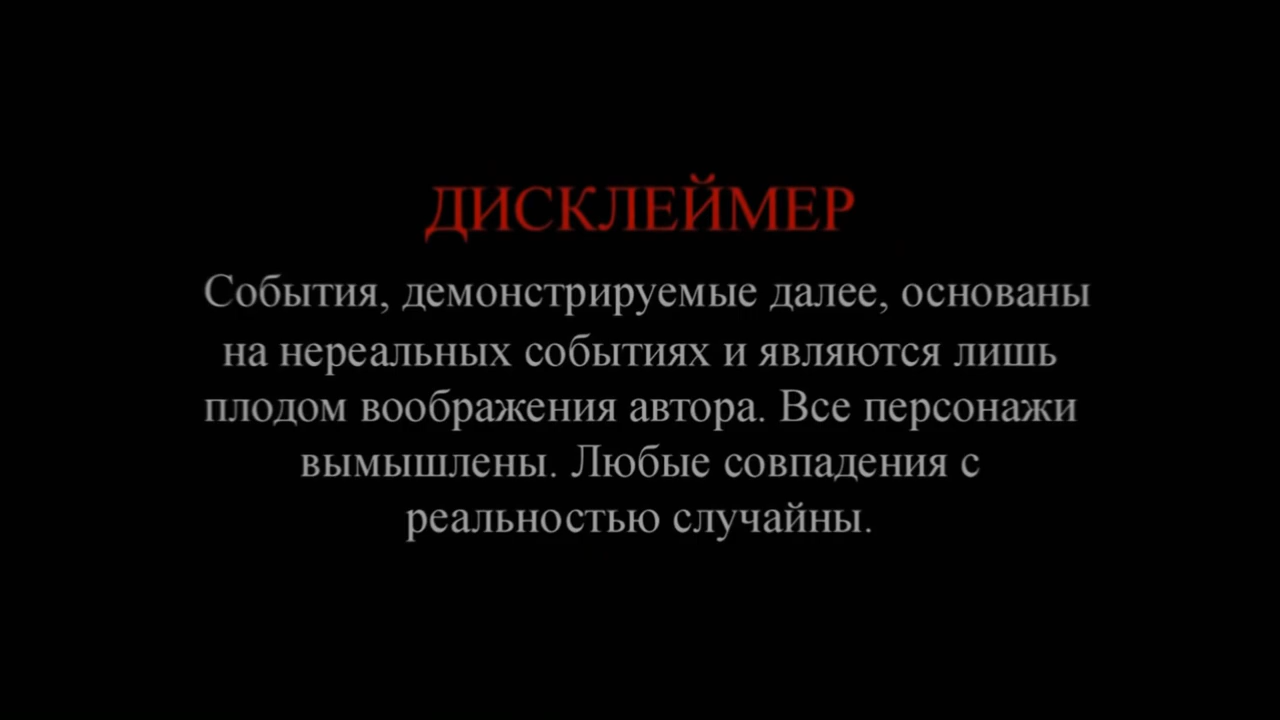 ДИСКЛЕЙМЕР
События, демонстрируемые далее, основаны
на нереальных событиях и являются лишь
плодом воображения автора. Все персонажи
вымышлены. Любые совпадения с
реальностью случайны.